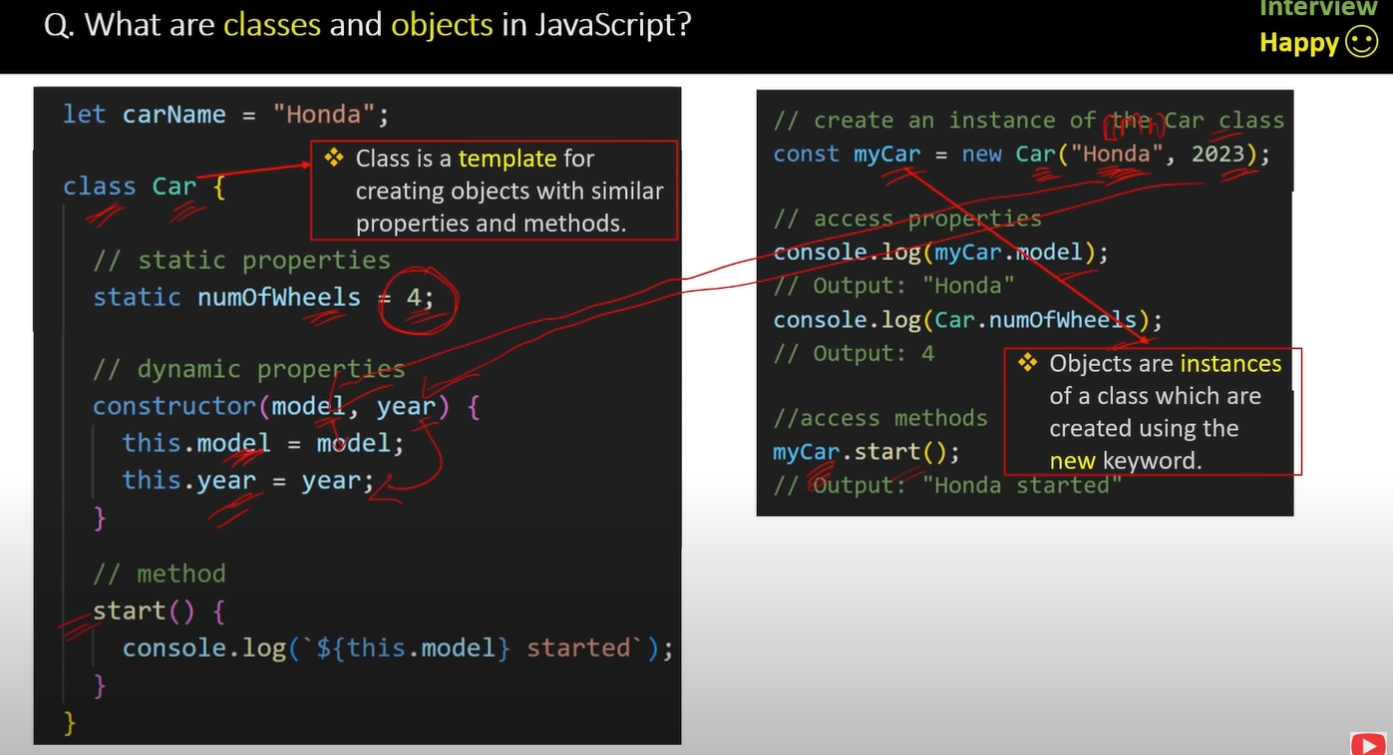 Q. What are classes and objects in JavaScript?
Interview
Happy
let carName = "Honda";
class Car {
❖ Class is a template for
creating objects with similar
properties and methods.
// static properties
static numOfWheels = 4;
// dynamic properties
constructor(model, year) {
this.model = model;
this.year = year;
}
// method
start() {
console.log(`${this.model} started`);
}
}
// create an instance of the Car class
const myCar = new Car("Honda", 2023);
// access properties
console.log(myCar.model);
// Output: "Honda"
console.log(Car.numOfWheels);
// Output: 4
//access methods
myCar.start();
// Output: "Honda started"
❖ Objects are instances
of a class which are
created using the
new keyword.